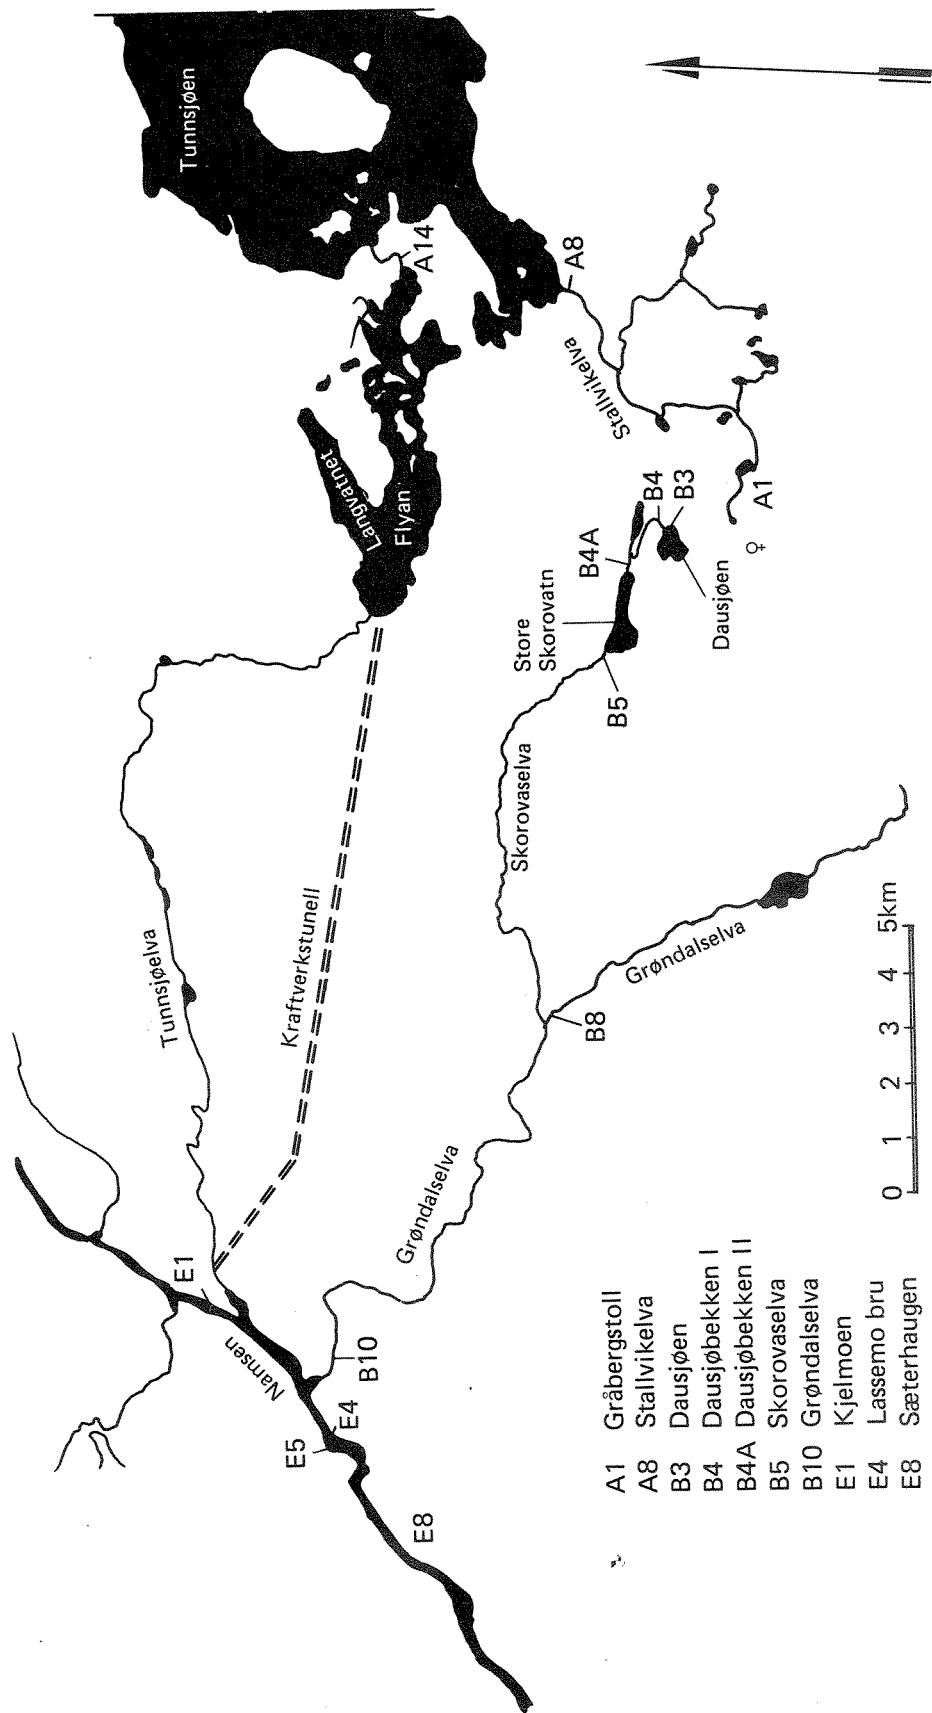 Tunnsjøen
A14
A8
Stallvikelva
A1
Langvatnet
Flyan
B4
B3
B4A
Dausjøen
Store
Skorovatn
B5
Skorovaselva
Tunnsjøelva
Kraftverkstunell
Grøndalselva
B8
Grøndalselva
E1
Namsen
B10
E4
E5
E8
0 1 2 3 4 5km
A1 Gråbergstoll
A8 Stallvikelva
B3 Dausjøen
B4 Dausjøbekken I
B4A Dausjøbekken II
B5 Skorovaselva
B10 Grøndalselva
E1 Kjelmoen
E4 Lassemo bru
E8 Sæterhaugen